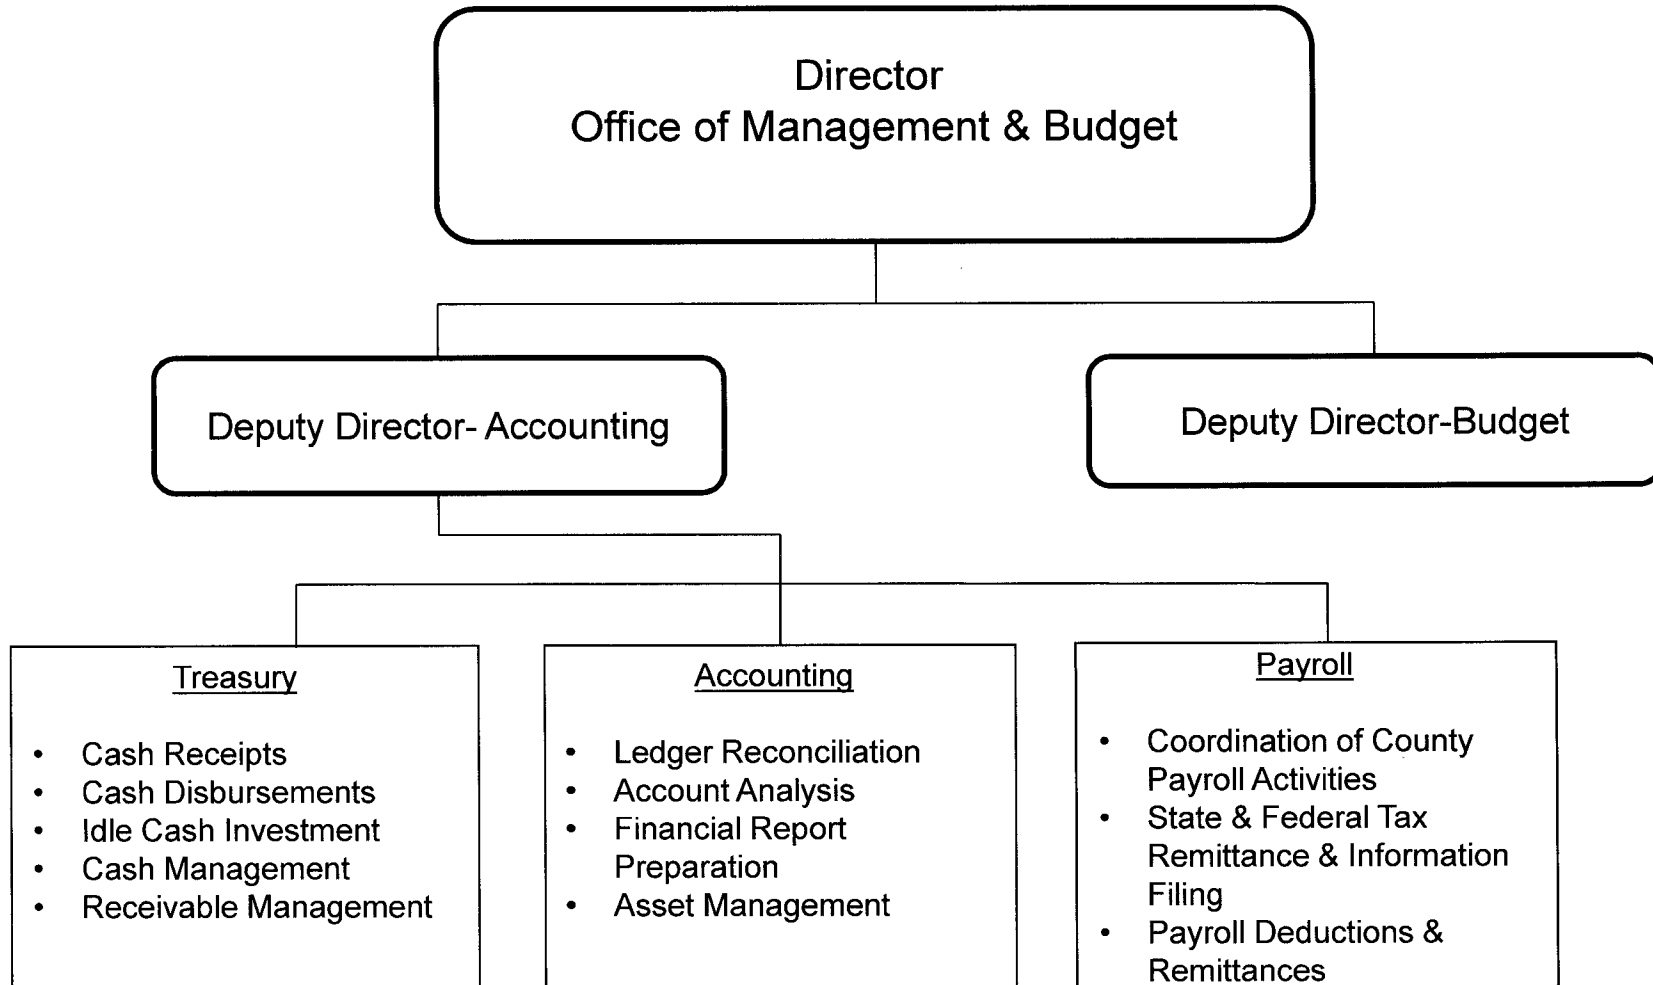 Director
Office of Management & Budget
Deputy Director- Accounting
Deputy Director-Budget
Treasury
• Cash Receipts
• Cash Disbursements
• Idle Cash Investment
• Cash Management
• Receivable Management
Accounting
• Ledger Reconciliation
• Account Analysis
• Financial Report
Preparation
• Asset Management
Payroll
• Coordination of County
Payroll Activities
• State & Federal Tax
Remittance & Information
Filing
• Payroll Deductions &
Remittances